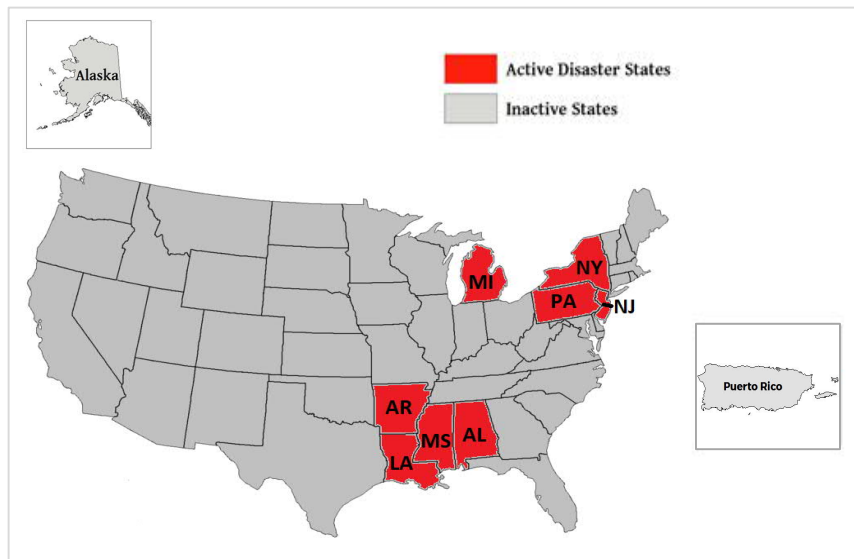 Alaska
Active Disaster States
Inactive States
MI
NY
PA
NJ
Puerto Rico
AR
MS
AL
LA